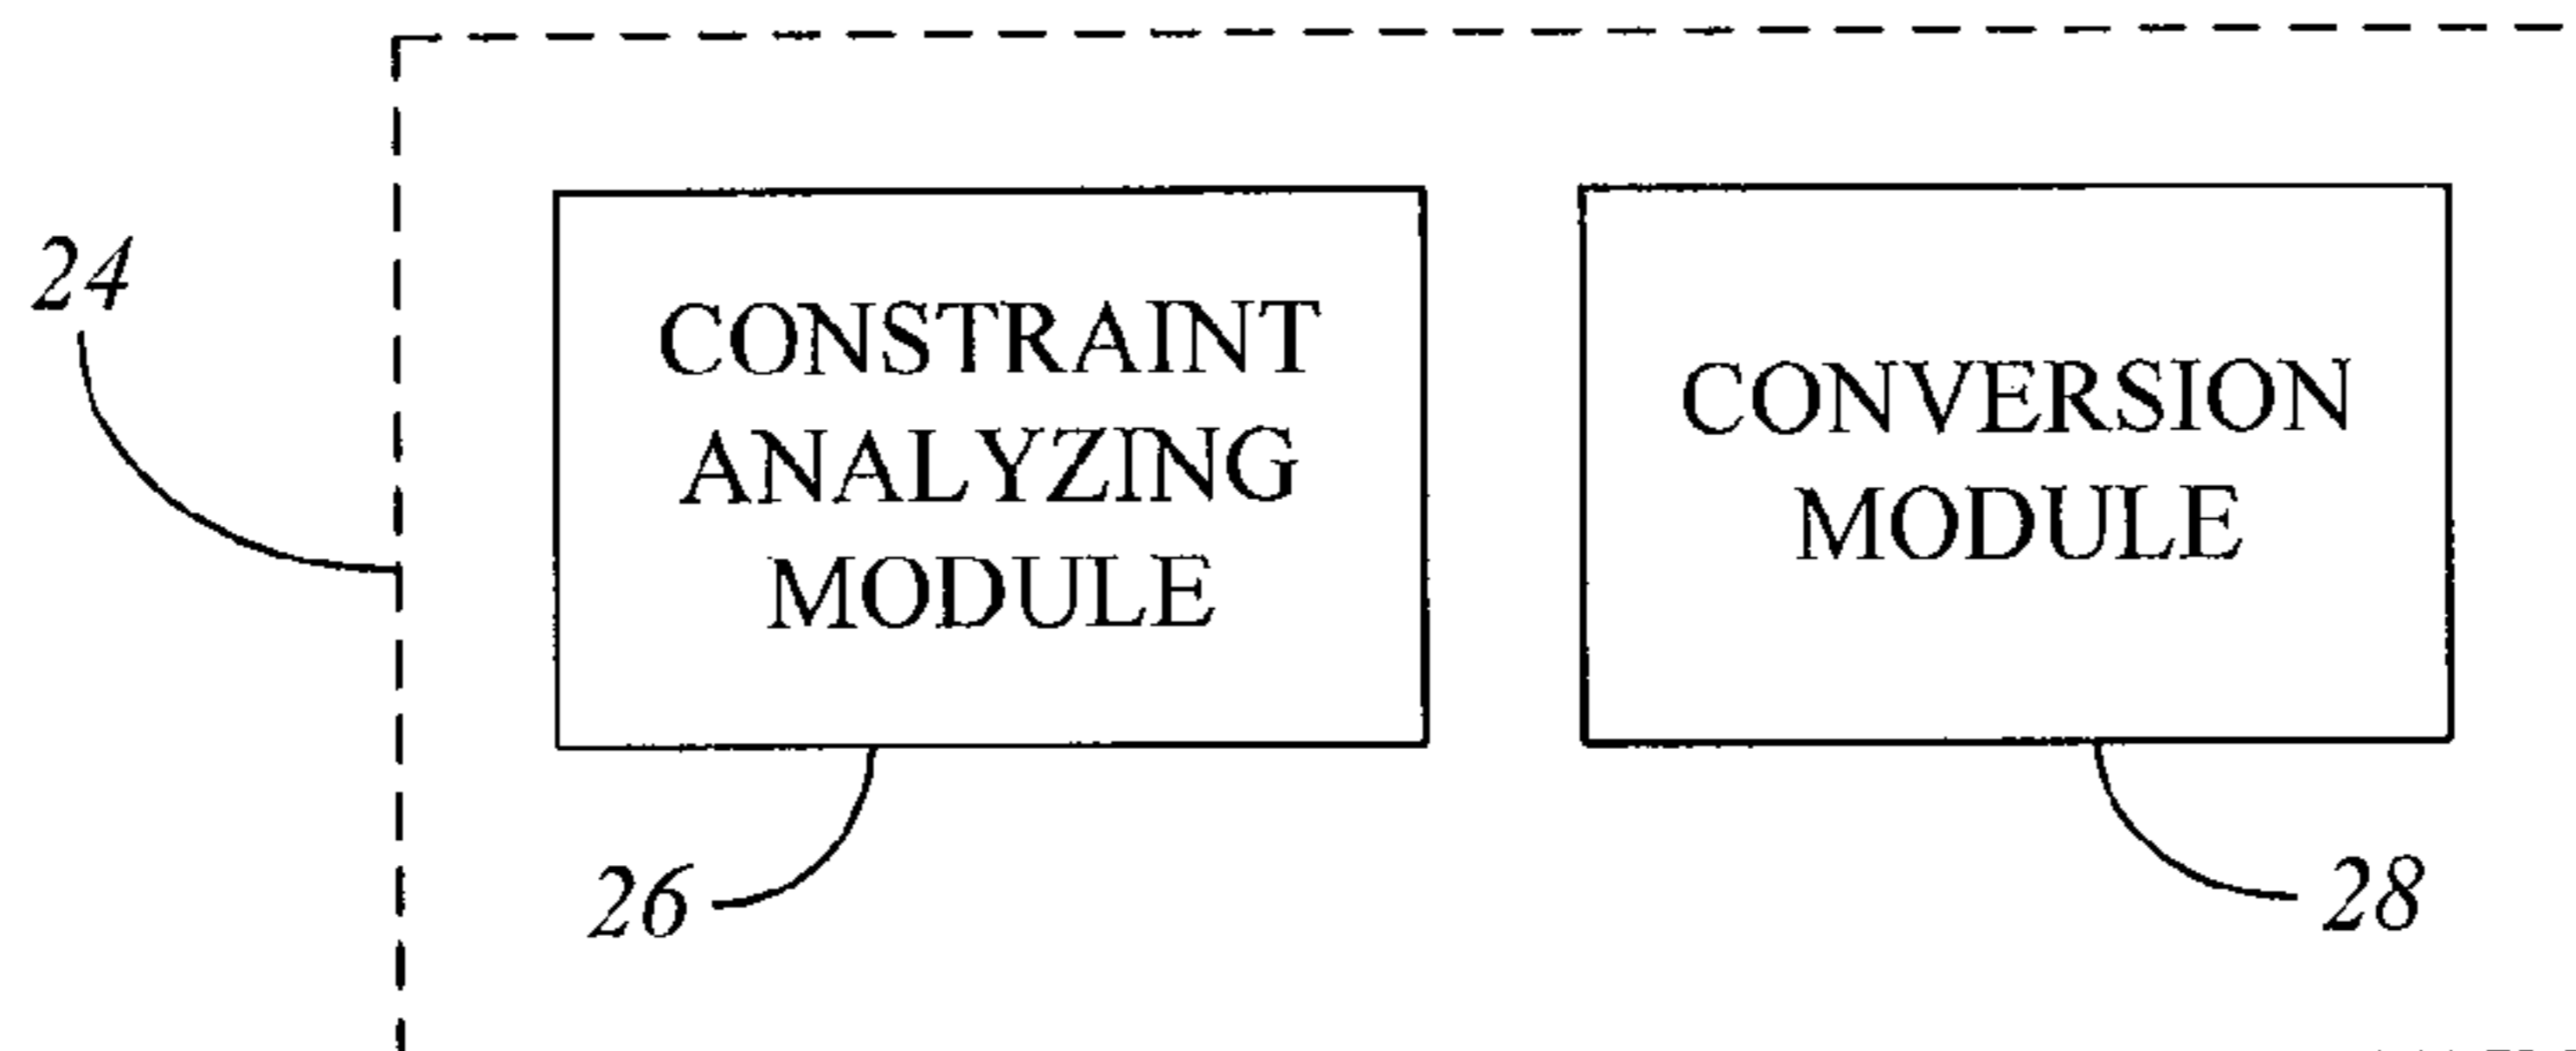 24
CONSTRAINT
ANALYZING
MODULE
CONVERSION
MODULE
26
28